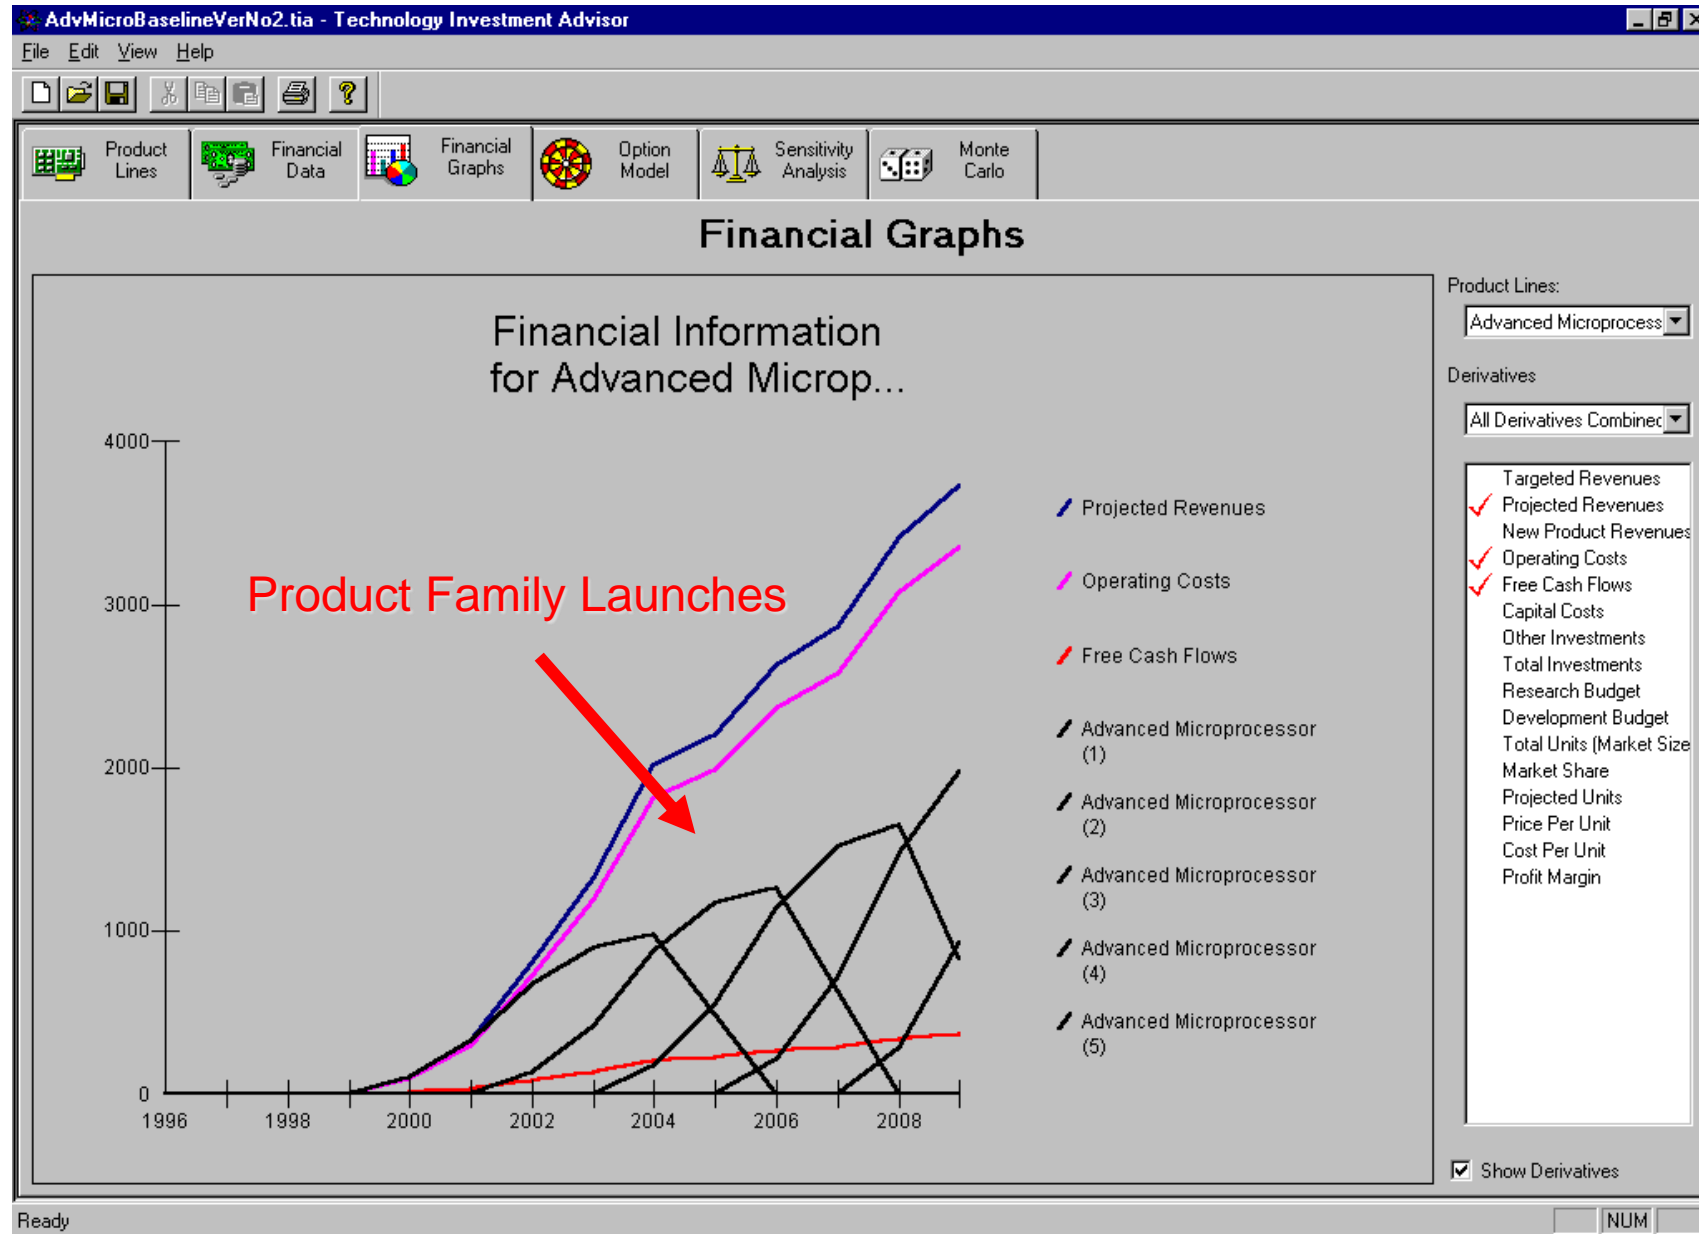 AdvMicroBaselineVerNo2.tia - Technology Investment Advisor
File Edit View Help
Product
Lines
Financial
Data
Financial
Graphs
Option
Model
Sensitivity
Analysis
Monte
Carlo
Financial Graphs
Financial Information
for Advanced Microp...
4000
3000
2000
1000
0
1996 1998 2000 2002 2004 2006 2008
Product Family Launches
Projected Revenues
Operating Costs
Free Cash Flows
Advanced Microprocessor
(1)
Advanced Microprocessor
(2)
Advanced Microprocessor
(3)
Advanced Microprocessor
(4)
Advanced Microprocessor
(5)
Product Lines:
Advanced Microprocess
Derivatives
All Derivatives Combinec
Targeted Revenues
Projected Revenues
New Product Revenues
Operating Costs
Free Cash Flows
Capital Costs
Other Investments
Total Investments
Research Budget
Development Budget
Total Units (Market Size
Market Share
Projected Units
Price Per Unit
Cost Per Unit
Profit Margin
Show Derivatives
Ready
NUM